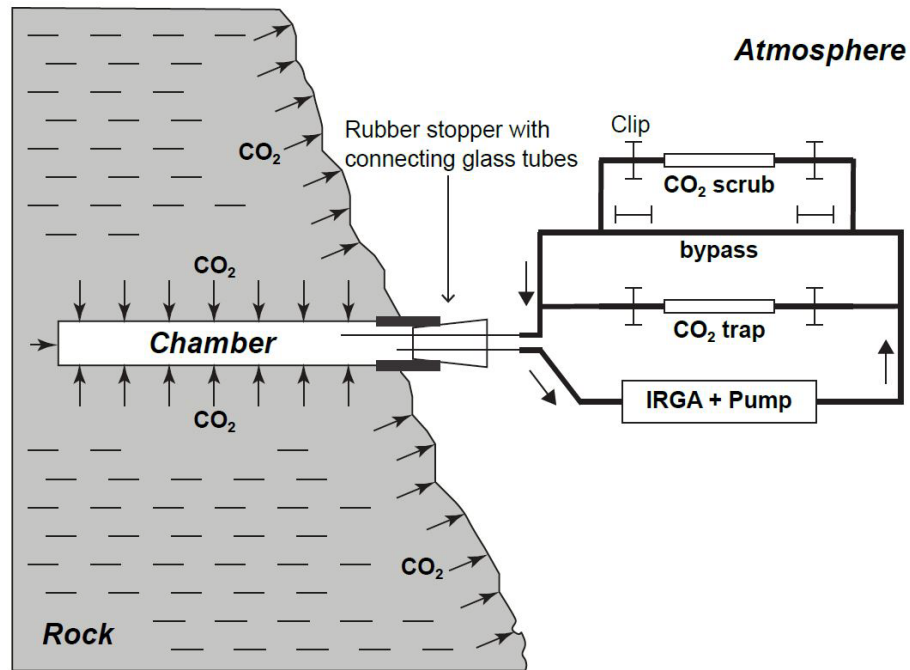 Atmosphere
Rubber stopper with
connecting glass tubes
Clip
CO₂
CO₂ scrub
bypass
CO₂
CO₂ trap
Chamber
IRGA + Pump
CO₂
CO₂
Rock